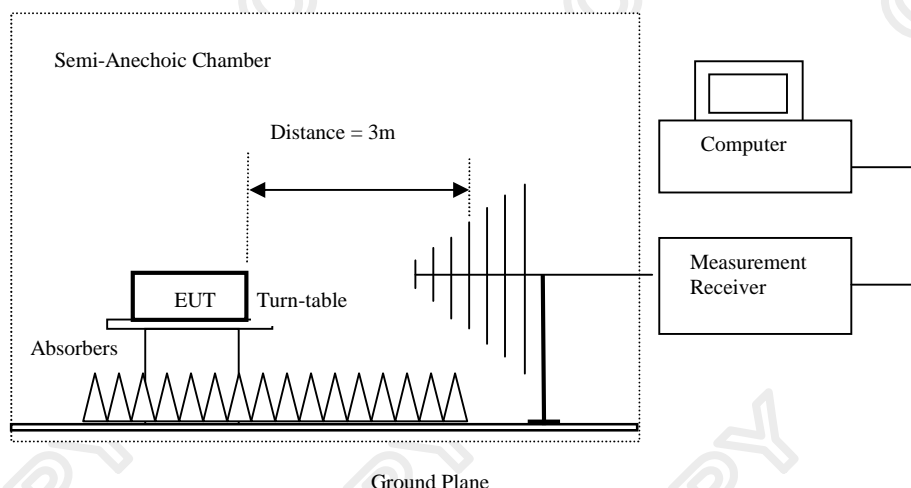 Semi-Anechoic Chamber
Distance = 3m
Computer
Measurement
Receiver
EUT
Turn-table
Absorbers
Ground Plane